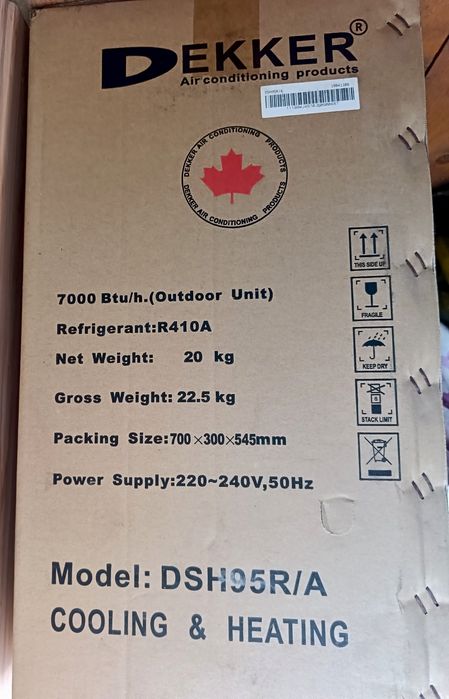 DEKKER®
Air conditioning products
DEKKER AIR CONDITIONING PRODUCTS
DEKKER AIR CONDITIONING PRODUCTS
THIS SIDE UP
7000 Btu/h.(Outdoor Unit)
FRAGILE
Refrigerant:R410A
Net Weight: 20 kg
KEEP DRY
Gross Weight: 22.5 kg
STACK LIMIT
Packing Size:700×300×545mm
Power Supply:220~240V,50Hz
Model: DSH95R/A
COOLING & HEATING